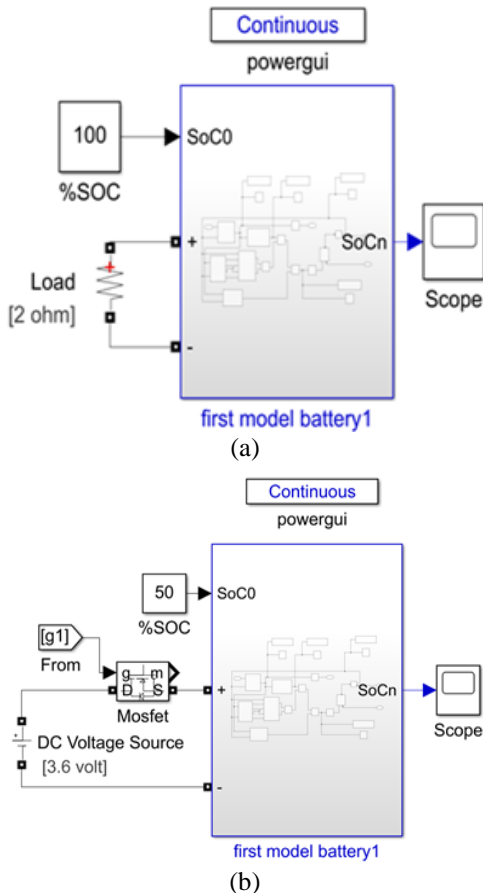 Continuous
powergui
100
%SOC
SoC0
+
-
SoCn
Load
[2 ohm]
Scope
first model battery1
(a)
Continuous
powergui
50
%SOC
SoC0
[g1]
From
g m
D S
Mosfet
+
-
SoCn
DC Voltage Source
[3.6 volt]
Scope
first model battery1
(b)